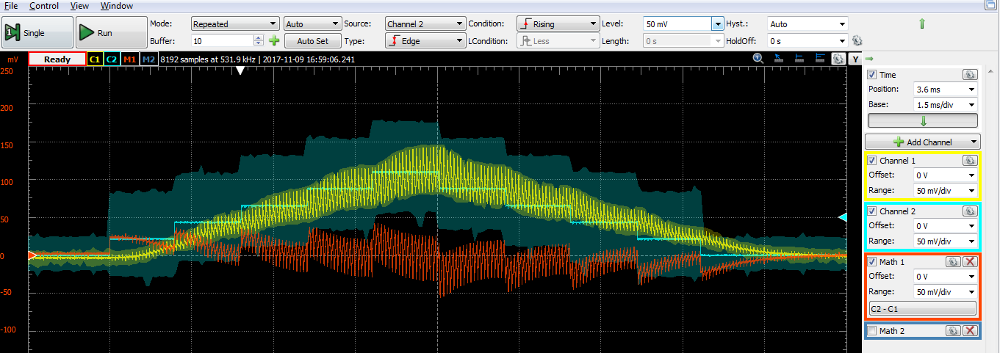 File Control View Window
Single Run Mode: Repeated Auto Source: Channel 2 Condition: Rising Level: 50 mV Hyst.: Auto
Buffer: 10 Auto Set Type: Edge LCondition: Less Length: 0 s HoldOff: 0 s
mV Ready C1 C2 M1 M2 8192 samples at 531.9 kHz | 2017-11-09 16:59:06.241 Y
250
200
150
100
50
0
-50
-100
Time
Position: 3.6 ms
Base: 1.5 ms/div
Add Channel
Channel 1
Offset: 0 V
Range: 50 mV/div
Channel 2
Offset: 0 V
Range: 50 mV/div
Math 1
Offset: 0 V
Range: 50 mV/div
C2 - C1
Math 2